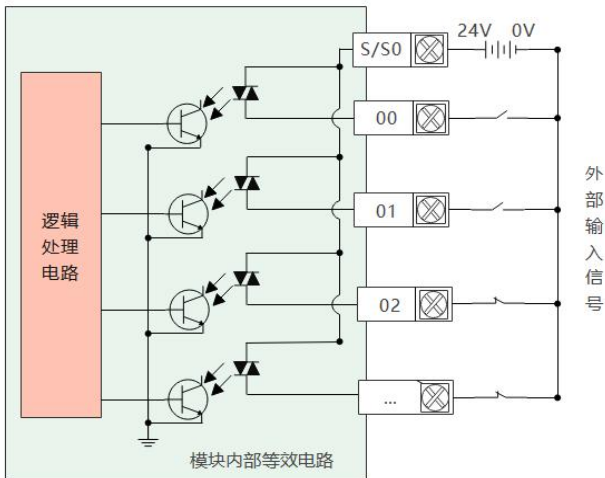 24V 0V
S/S0
00
01
02
...
逻辑
处理
电路
外
部
输
入
信
号
模块内部等效电路